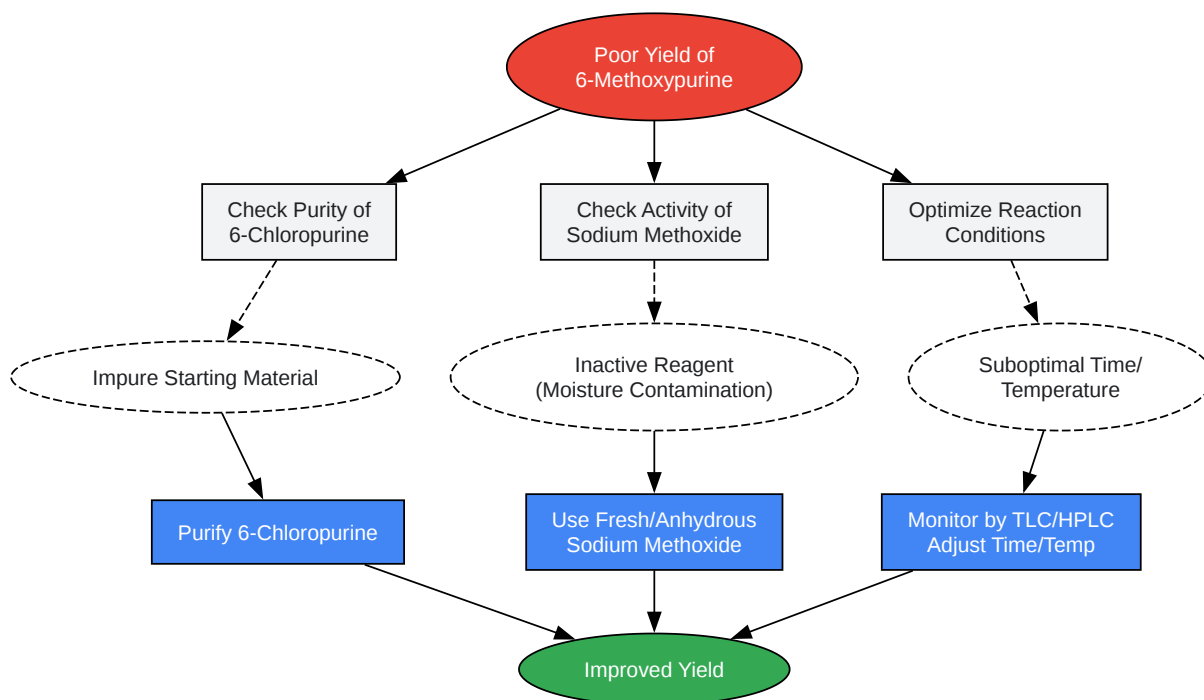 Poor Yield of
6-Methoxypurine
Check Purity of
6-Chloropurine
Check Activity of
Sodium Methoxide
Optimize Reaction
Conditions
Impure Starting Material
Inactive Reagent
(Moisture Contamination)
Suboptimal Time/
Temperature
Purify 6-Chloropurine
Use Fresh/Anhydrous
Sodium Methoxide
Monitor by TLC/HPLC
Adjust Time/Temp
Improved Yield